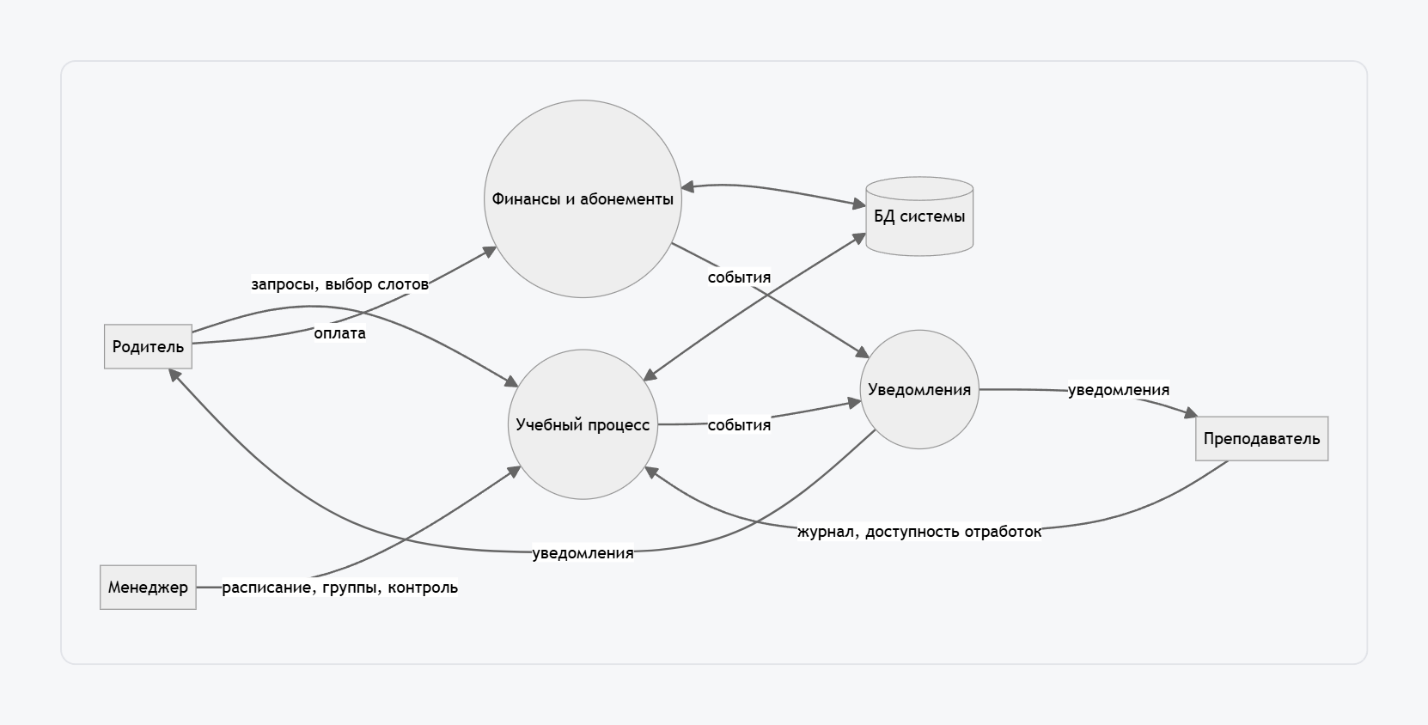 Финансы и абонементы
БД системы
события
запросы, выбор слотов
оплата
Родитель
Уведомления
уведомления
Учебный процесс
события
Преподаватель
журнал, доступность отработок
уведомления
Менеджер
расписание, группы, контроль